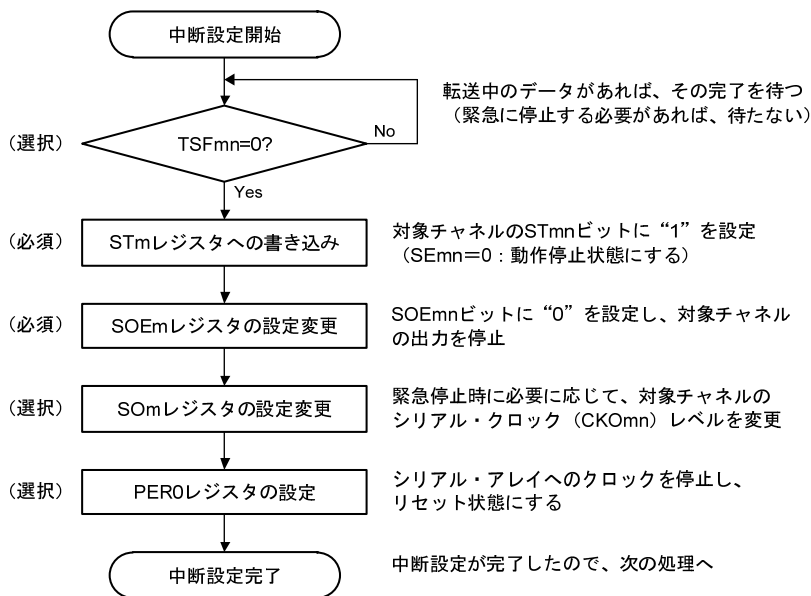 中断設定開始
転送中のデータがあれば、その完了を待つ
（緊急に停止する必要があれば、待たない）
（選択）
TSFmn=0?
No
Yes
（必須）
STmレジスタへの書き込み
対象チャネルのSTmnビットに“1”を設定
（SEmn＝0：動作停止状態にする）
（必須）
SOEmレジスタの設定変更
SOEmnビットに“0”を設定し、対象チャネル
の出力を停止
（選択）
SOmレジスタの設定変更
緊急停止時に必要に応じて、対象チャネルの
シリアル・クロック（CKOmn）レベルを変更
（選択）
PER0レジスタの設定
シリアル・アレイへのクロックを停止し、
リセット状態にする
中断設定完了
中断設定が完了したので、次の処理へ